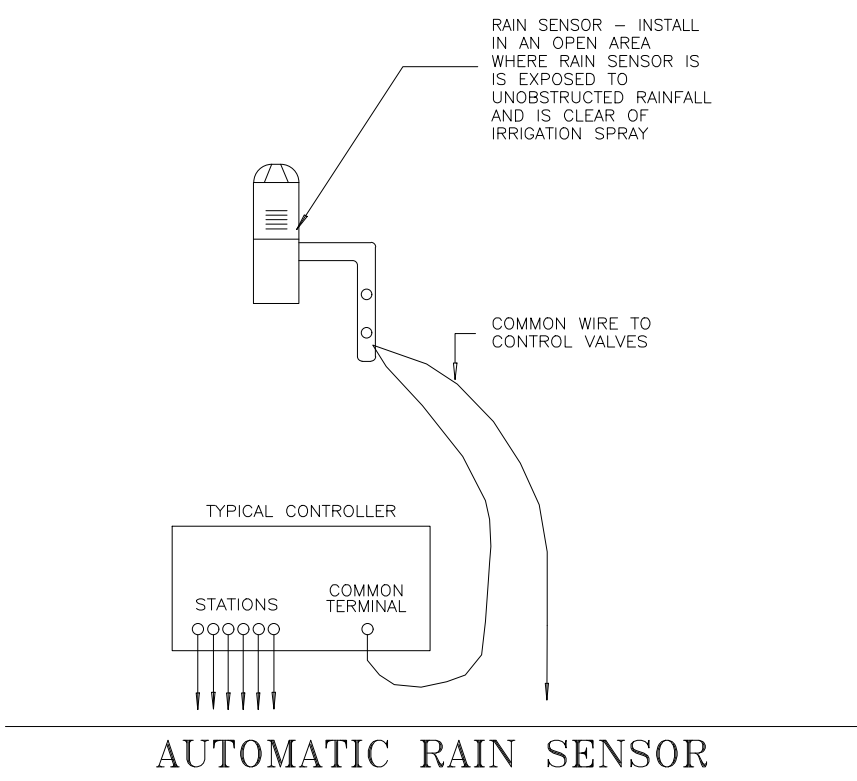 RAIN SENSOR – INSTALL
IN AN OPEN AREA
WHERE RAIN SENSOR IS
IS EXPOSED TO
UNOBSTRUCTED RAINFALL
AND IS CLEAR OF
IRRIGATION SPRAY
COMMON WIRE TO
CONTROL VALVES
TYPICAL CONTROLLER
STATIONS
COMMON
TERMINAL
AUTOMATIC RAIN SENSOR